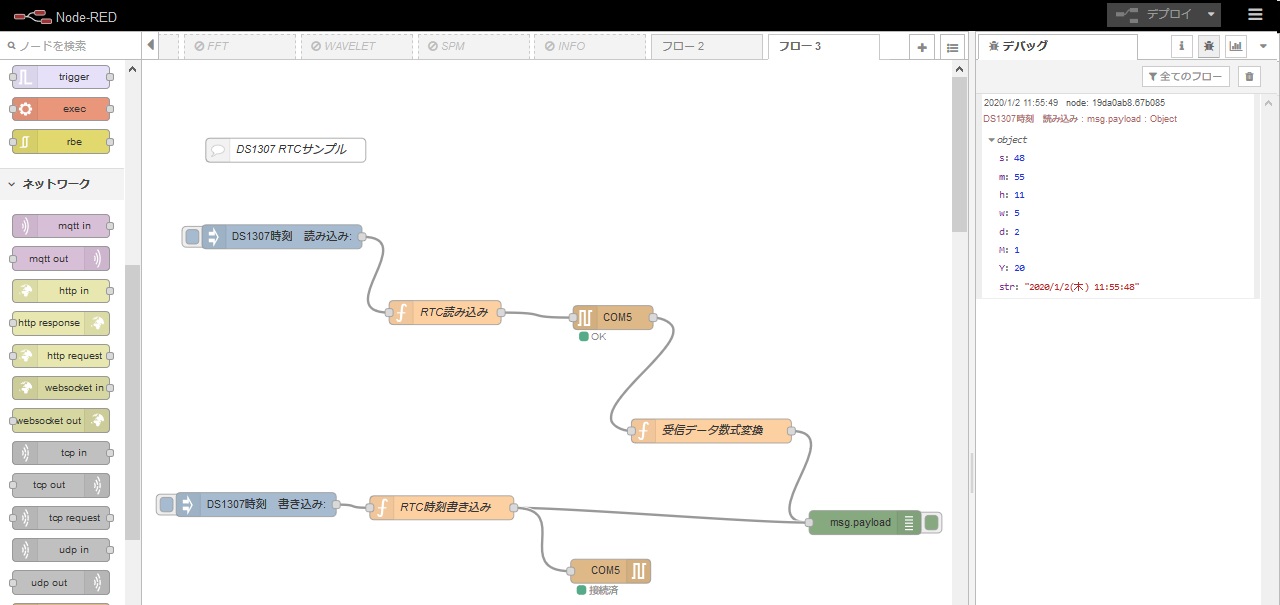 Node-RED
デプロイ
ノードを検索
FFT
WAVELET
SPM
INFO
フロー 2
フロー 3
デバッグ
全てのフロー
trigger
exec
rbe
ネットワーク
mqtt in
mqtt out
http in
http response
http request
websocket in
websocket out
tcp in
tcp out
tcp request
udp in
udp out
DS1307 RTCサンプル
DS1307時刻　読み込み:
RTC読み込み
COM5
OK
受信データ数式変換
DS1307時刻　書き込み:
RTC時刻書き込み
msg.payload
COM5
接続済
2020/1/2 11:55:49 node: 19da0ab8.67b085
DS1307時刻　読み込み : msg.payload : Object
object
s: 48
m: 55
h: 11
w: 5
d: 2
M: 1
Y: 20
str: "2020/1/2(木) 11:55:48"